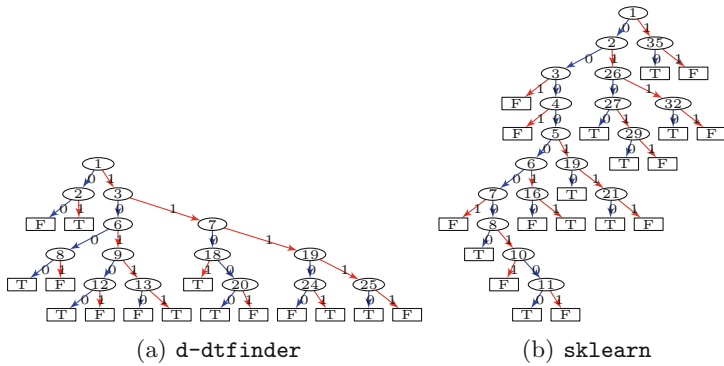 1
0 1
2 3
0 1 0 1
F T 6 7
0 1 0 1
8 9 18 19
0 1 0 1 1 0 0 1
T F 12 13 T 20 24 25
0 1 0 1 0 1 0 1 0 1
T F F T T F F T T F
(a) d-dtfinder
1
0 1
2 35
0 1 0 1
3 26 T F
1 0 0 1
F 4 27 32
1 0 0 1 0 1
F 5 T 29 T F
0 1 0 1
6 19 T F
0 1 0 1
7 16 T 21
1 0 0 1 0 1
F 8 F T T F
0 1
T 10
1 0
F 11
0 1
T F
(b) sklearn